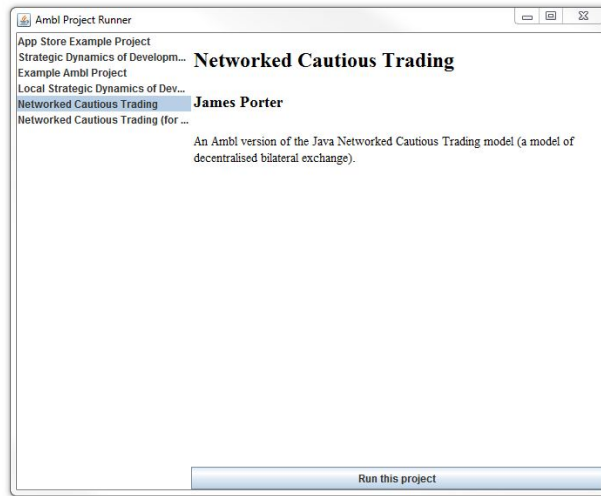 Ambl Project Runner
App Store Example Project
Strategic Dynamics of Developm...
Example Ambl Project
Local Strategic Dynamics of Dev...
Networked Cautious Trading
Networked Cautious Trading (for ...
Networked Cautious Trading
James Porter
An Ambl version of the Java Networked Cautious Trading model (a model of
decentralised bilateral exchange).
Run this project